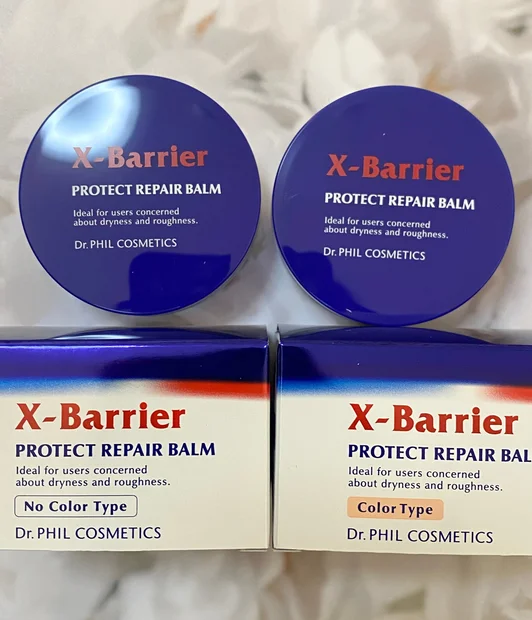 X-Barrier
PROTECT REPAIR BALM
Ideal for users concerned
about dryness and roughness.
Dr. PHIL COSMETICS
X-Barrier
PROTECT REPAIR BALM
Ideal for users concerned
about dryness and roughness.
Dr. PHIL COSMETICS
X-Barrier
PROTECT REPAIR BALM
Ideal for users concerned
about dryness and roughness.
No Color Type
Dr. PHIL COSMETICS
X-Barrier
PROTECT REPAIR BAL
Ideal for users concerned
about dryness and roughness.
Color Type
Dr. PHIL COSMETICS